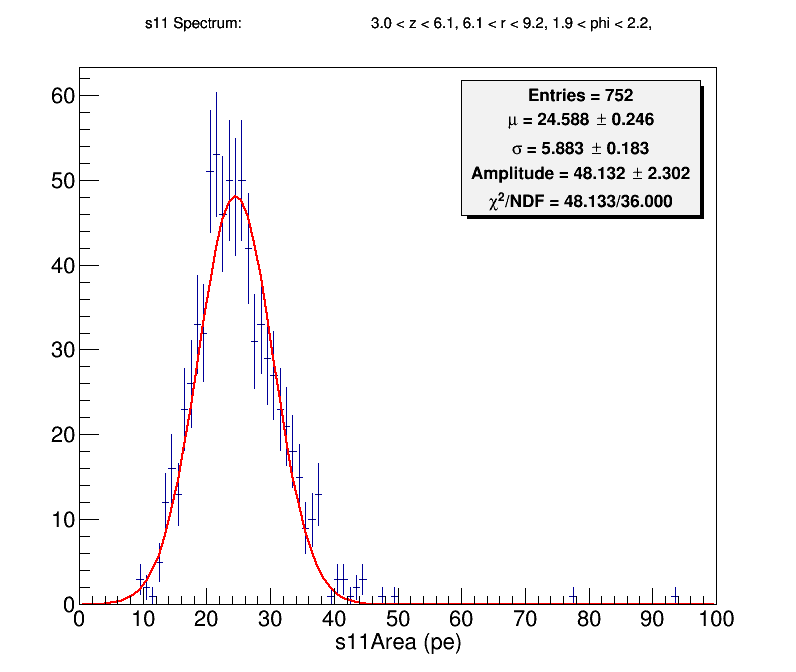 s11 Spectrum: 3.0 < z < 6.1, 6.1 < r < 9.2, 1.9 < phi < 2.2,
Entries = 752
μ = 24.588 ± 0.246
σ = 5.883 ± 0.183
Amplitude = 48.132 ± 2.302
χ²/NDF = 48.133/36.000
60
50
40
30
20
10
0
0 10 20 30 40 50 60 70 80 90 100
s11Area (pe)